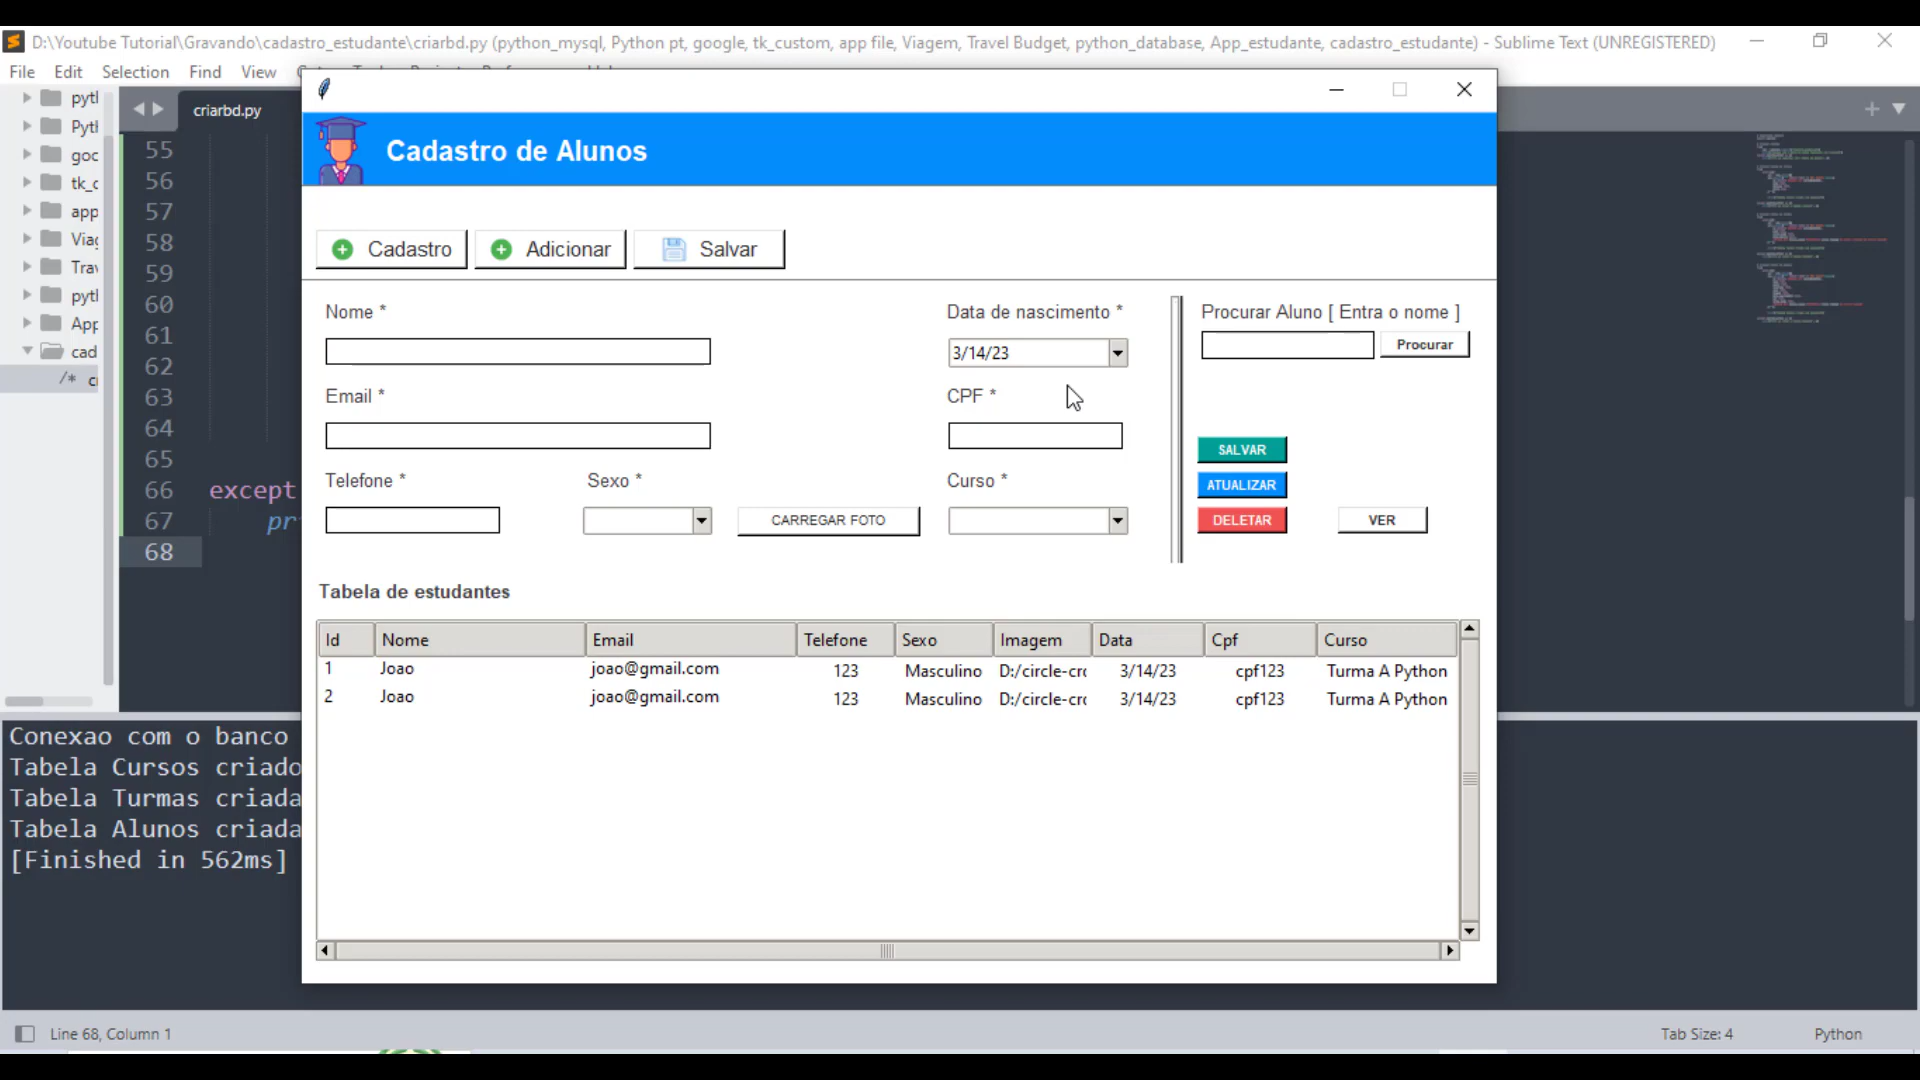 D:\Youtube Tutorial\Gravando\cadastro_estudante\criarbd.py (python_mysql, Python pt, google, tk_custom, app file, Viagem, Travel Budget, python_database, App_estudante, cadastro_estudante) - Sublime Text (UNREGISTERED)
File Edit Selection Find View
criarbd.py
55
56
57
58
59
60
61
62
63
64
65
66 except
67
68
Cadastro de Alunos
Cadastro Adicionar Salvar
Nome * Data de nascimento * Procurar Aluno [ Entra o nome ]
3/14/23 Procurar
Email * CPF *
SALVAR
Telefone * Sexo * Curso *
ATUALIZAR
CARREGAR FOTO DELETAR VER
Tabela de estudantes
Id Nome Email Telefone Sexo Imagem Data Cpf Curso
1 Joao joao@gmail.com 123 Masculino D:/circle-crc 3/14/23 cpf123 Turma A Python
2 Joao joao@gmail.com 123 Masculino D:/circle-crc 3/14/23 cpf123 Turma A Python
Conexao com o banco
Tabela Cursos criado
Tabela Turmas criada
Tabela Alunos criada
[Finished in 562ms]
Line 68, Column 1 Tab Size: 4 Python